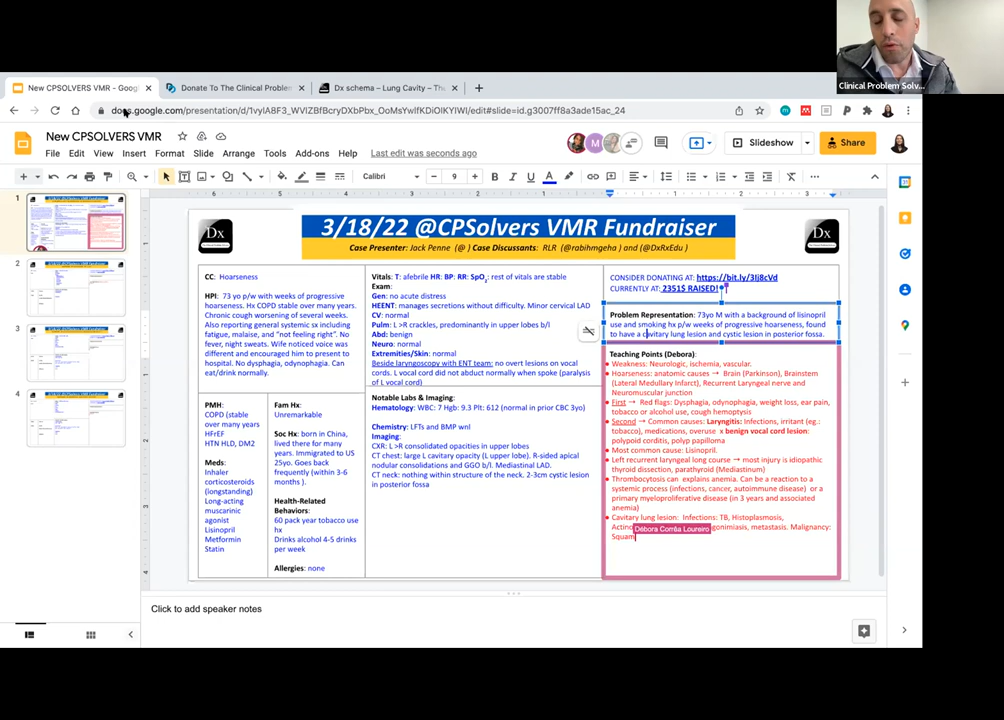 Clinical Problem Solv...
New CPSOLVERS VMR - Goog
Donate To The Clinical Problem
Dx schema – Lung Cavity – The
docs.google.com/presentation/d/1vylA8F3_WVIZBfBcryDXbPbx_OoMsYwlfKDiOlKYIWI/edit#slide=id.g3007ff8a3ade15ac_24
New CPSOLVERS VMR
File Edit View Insert Format Slide Arrange Tools Add-ons Help Last edit was seconds ago
Slideshow
Share
Calibri
9
1
2
3
4
Dx
3/18/22 @CPSolvers VMR Fundraiser
Case Presenter: Jack Penne (@ ) Case Discussants: RLR (@rabihmgeha ) and (@DxRxEdu )
Dx
CC: Hoarseness
HPI: 73 yo p/w with weeks of progressive
hoarseness. Hx COPD stable over many years.
Chronic cough worsening of several weeks.
Also reporting general systemic sx including
fatigue, malaise, and "not feeling right". No
fever, night sweats. Wife noticed voice was
different and encouraged him to present to
hospital. No dysphagia, odynophagia. Can
eat/drink normally.
PMH:
COPD (stable
over many years
HFrEF
HTN HLD, DM2
Meds:
Inhaler
corticosteroids
(longstanding)
Long-acting
muscarinic
agonist
Lisinopril
Metformin
Statin
Fam Hx:
Unremarkable
Soc Hx: born in China,
lived there for many
years. Immigrated to US
25yo. Goes back
frequently (within 3-6
months ).
Health-Related
Behaviors:
60 pack year tobacco use
hx
Drinks alcohol 4-5 drinks
per week
Allergies: none
Vitals: T: afebrile HR: BP: RR: SpO2: rest of vitals are stable
Exam:
Gen: no acute distress
HEENT: manages secretions without difficulty. Minor cervical LAD
CV: normal
Pulm: L >R crackles, predominantly in upper lobes b/l
Abd: benign
Neuro: normal
Extremities/Skin: normal
Beside laryngoscopy with ENT team: no overt lesions on vocal
cords. L vocal cord did not abduct normally when spoke (paralysis
of L vocal cord)
Notable Labs & Imaging:
Hematology: WBC: 7 Hgb: 9.3 Plt: 612 (normal in prior CBC 3yo)
Chemistry: LFTs and BMP wnl
Imaging:
CXR: L >R consolidated opacities in upper lobes
CT chest: large L cavitary opacity (L upper lobe). R-sided apical
nodular consolidations and GGO b/l. Mediastinal LAD.
CT neck: nothing within structure of the neck. 2-3cm cystic lesion
in posterior fossa.
CONSIDER DONATING AT: https://bit.ly/3Ij8cVd
CURRENTLY AT: 2351$ RAISED!
Problem Representation: 73yo M with a background of lisinopril
use and smoking hx p/w weeks of progressive hoarseness, found
to have a cavitary lung lesion and cystic lesion in posterior fossa.
Teaching Points (Debora):
Weakness: Neurologic, ischemia, vascular.
Hoarseness: anatomic causes → Brain (Parkinson), Brainstem
(Lateral Medullary Infarct), Recurrent Laryngeal nerve and
Neuromuscular junction
First → Red flags: Dysphagia, odynophagia, weight loss, ear pain,
tobacco or alcohol use, cough hemoptysis
Second → Common causes: Laryngitis: Infections, irritant (eg.:
tobacco), medications, overuse x benign vocal cord lesion:
polypoid corditis, polyp papilloma
Most common cause: Lisinopril.
Left recurrent laryngeal long course → most injury is idiopathic
thyroid dissection, parathyroid (Mediastinum)
Thrombocytosis can explains anemia. Can be a reaction to a
systemic process (infections, cancer, autoimmune disease) or a
primary myeloproliferative disease (in 3 years and associated
anemia)
Cavitary lung lesion: Infections: TB, Histoplasmosis,
Actino Débora Corrêa Loureiro gonimiasis, metastasis. Malignancy:
Squam
Click to add speaker notes